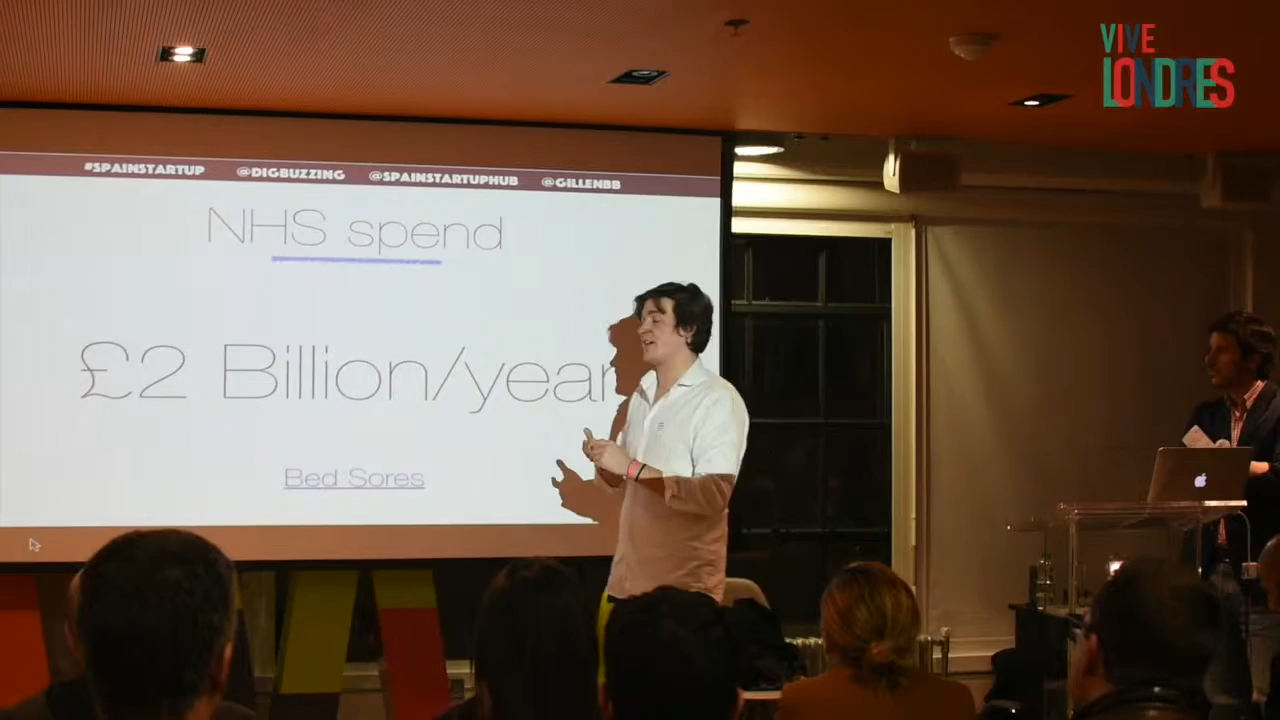 VIVE
LONDRES
#SPAINSTARTUP @DIGBUZZING @SPAINSTARTUPHUB @GILLENBB
NHS spend
£2 Billion/year
Bed Sores